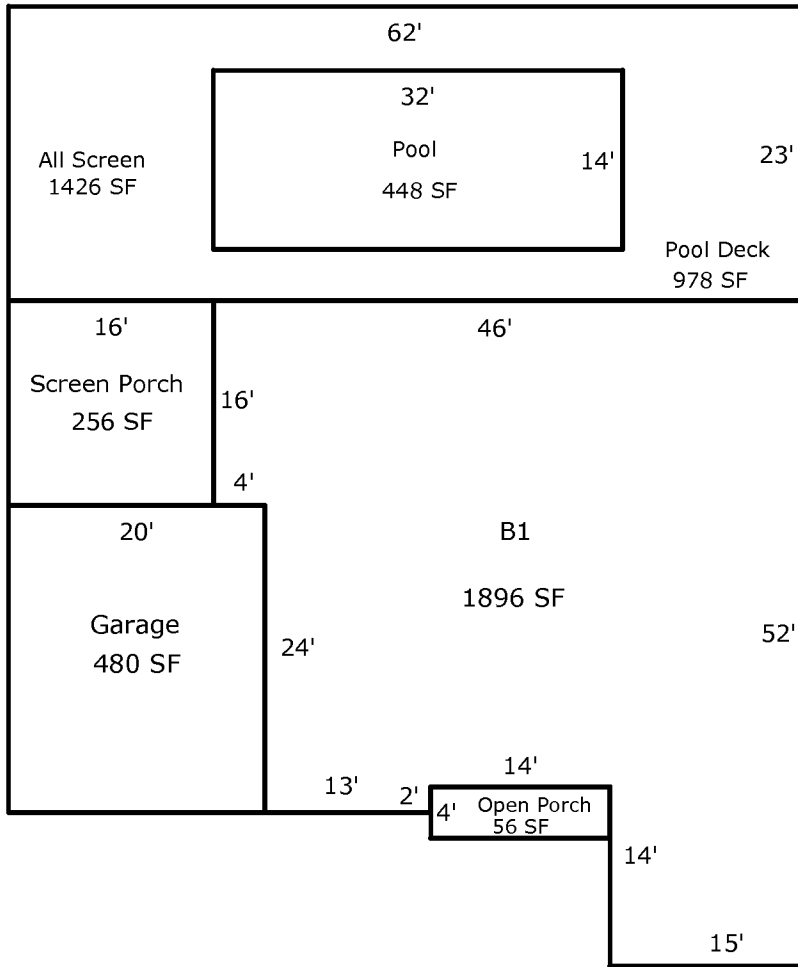 62'
32'
All Screen
1426 SF
Pool
448 SF
14'
23'
Pool Deck
978 SF
16'
46'
Screen Porch
256 SF
16'
4'
20'
B1
1896 SF
Garage
480 SF
24'
52'
14'
13'
2'
4'
Open Porch
56 SF
14'
15'